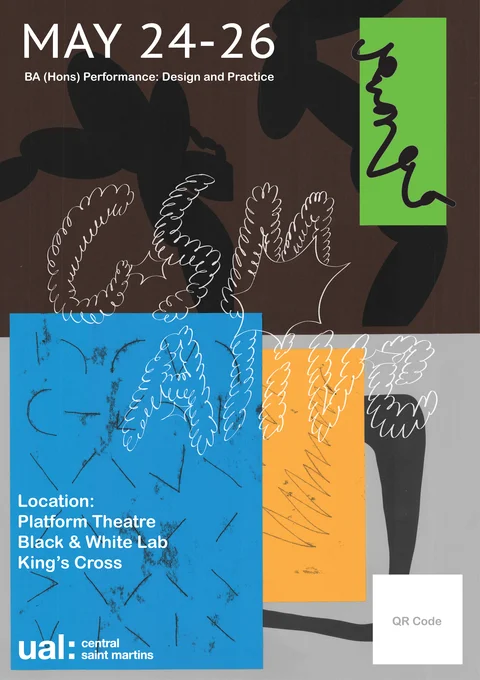 MAY 24-26
BA (Hons) Performance: Design and Practice
CSM
Location:
Platform Theatre
Black & White Lab
King's Cross
QR Code
ual:
central
saint martins